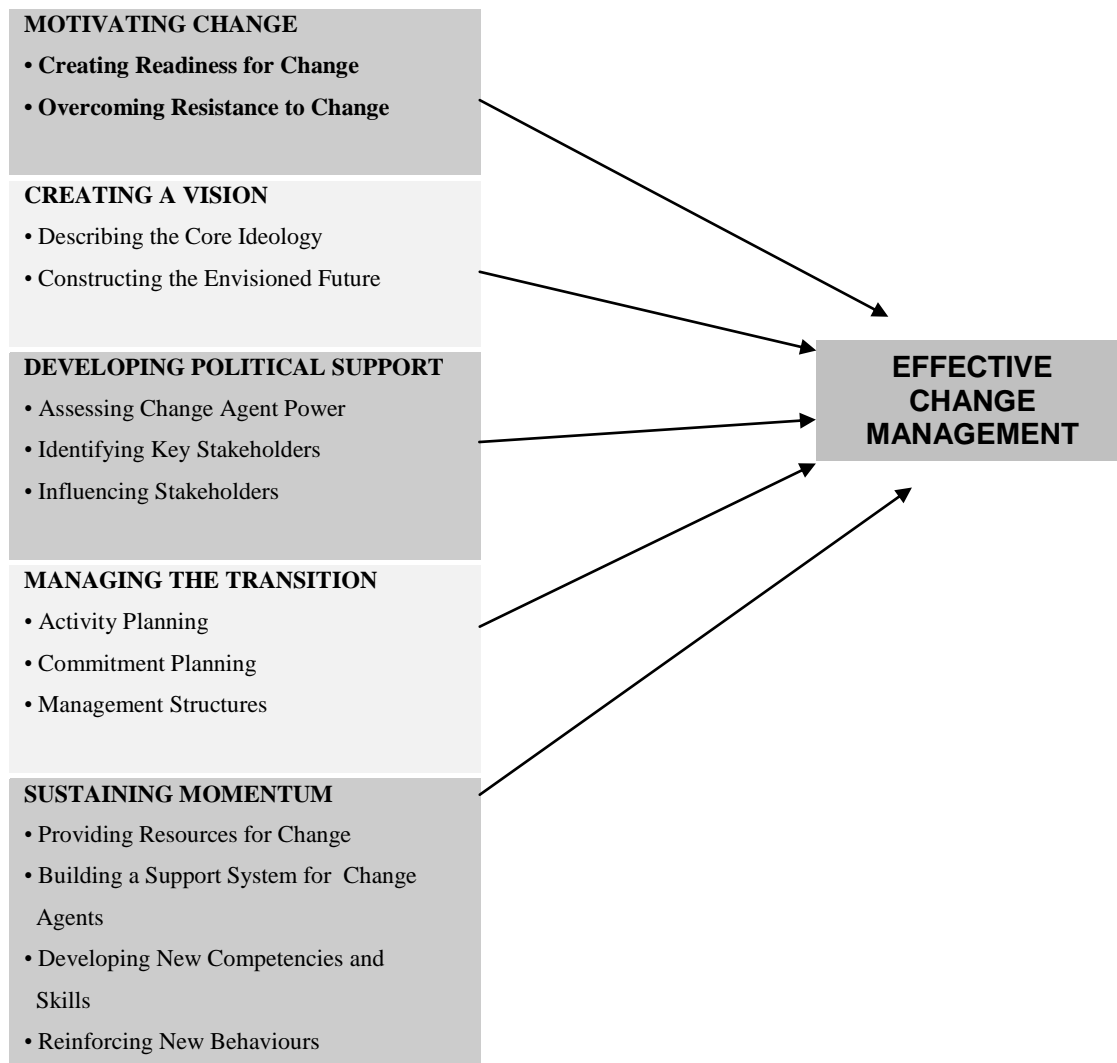 MOTIVATING CHANGE
• Creating Readiness for Change
• Overcoming Resistance to Change
CREATING A VISION
• Describing the Core Ideology
• Constructing the Envisioned Future
DEVELOPING POLITICAL SUPPORT
• Assessing Change Agent Power
• Identifying Key Stakeholders
• Influencing Stakeholders
MANAGING THE TRANSITION
• Activity Planning
• Commitment Planning
• Management Structures
SUSTAINING MOMENTUM
• Providing Resources for Change
• Building a Support System for Change
Agents
• Developing New Competencies and
Skills
• Reinforcing New Behaviours
EFFECTIVE
CHANGE
MANAGEMENT